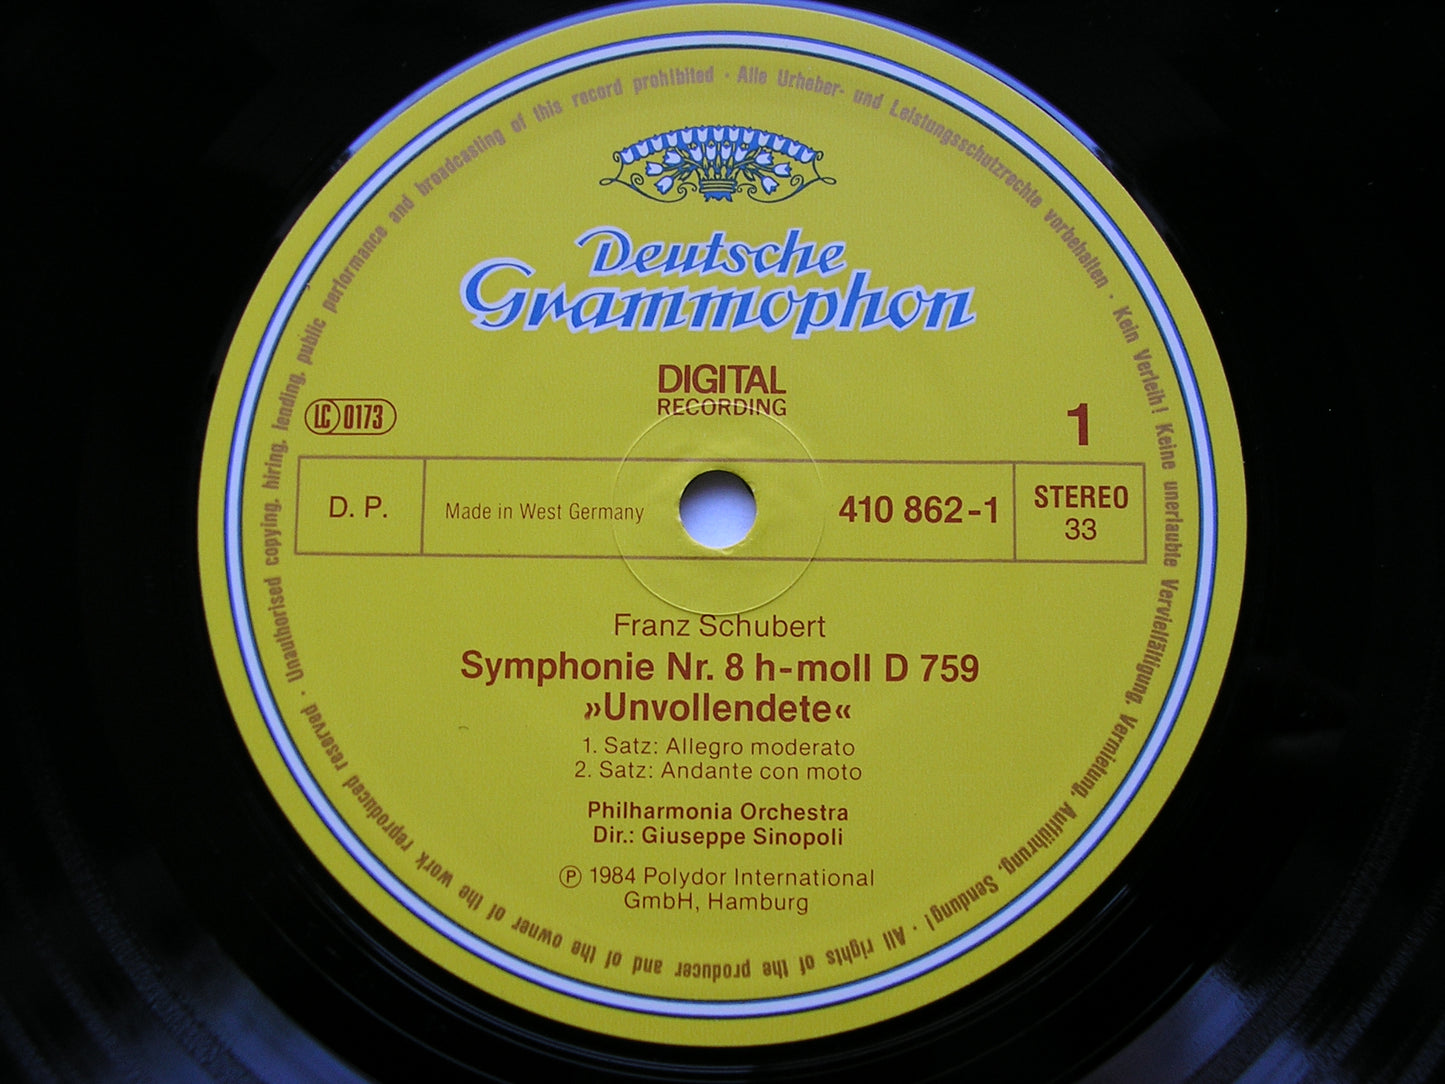 Alle Urheber- und Leistungsschutzrechte vorbehalten · Kein Verleih! Keine unerlaubte Vervielfältigung, Vermietung, Aufführung, Sendung! · All rights of the producer and of the owner of the work reproduced reserved · Unauthorised copying, hiring, lending, public performance and broadcasting of this record prohibited ·
Deutsche
Grammophon
DIGITAL
RECORDING
LC 0173
1
D. P.
Made in West Germany
410 862-1
STEREO
33
Franz Schubert
Symphonie Nr. 8 h-moll D 759
»Unvollendete«
1. Satz: Allegro moderato
2. Satz: Andante con moto
Philharmonia Orchestra
Dir.: Giuseppe Sinopoli
Ⓟ 1984 Polydor International
GmbH, Hamburg